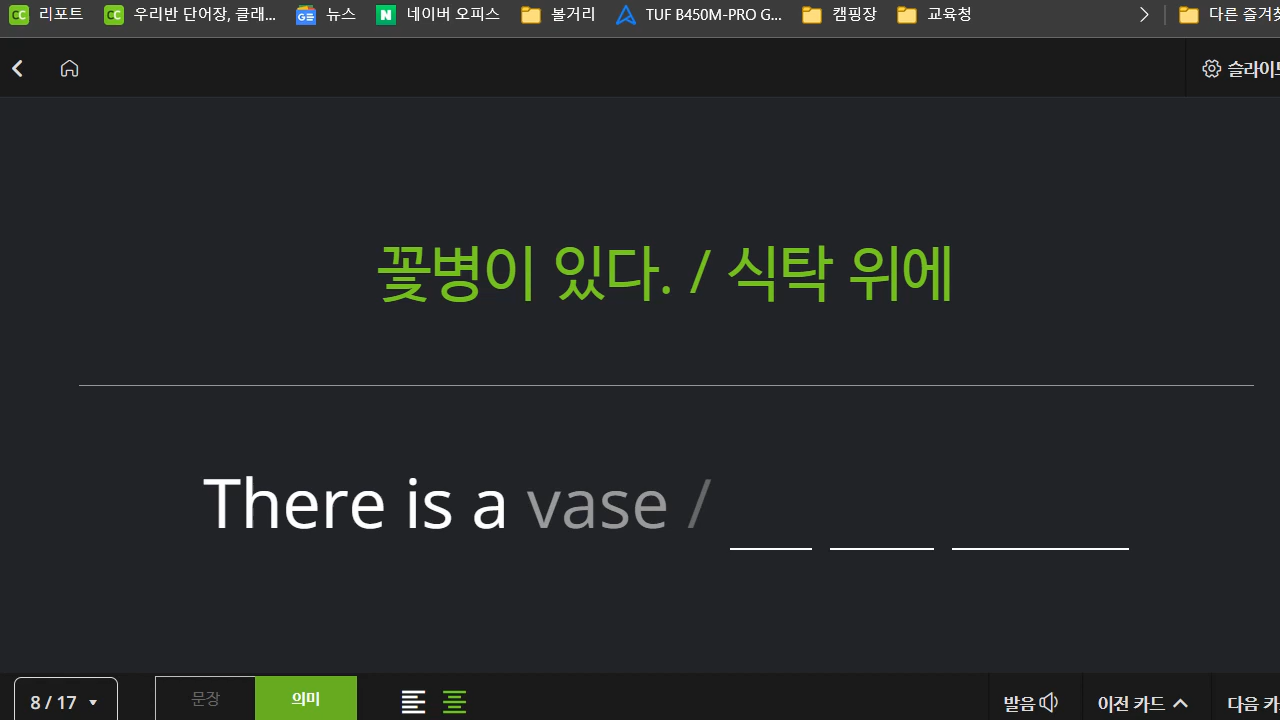 리포트 우리반 단어장, 클래... 뉴스 네이버 오피스 볼거리 TUF B450M-PRO G... 캠핑장 교육청 다른 즐겨찾
슬라이드
꽃병이 있다. / 식탁 위에
There is a vase /
8 / 17 문장 의미 발음 이전 카드 다음 카